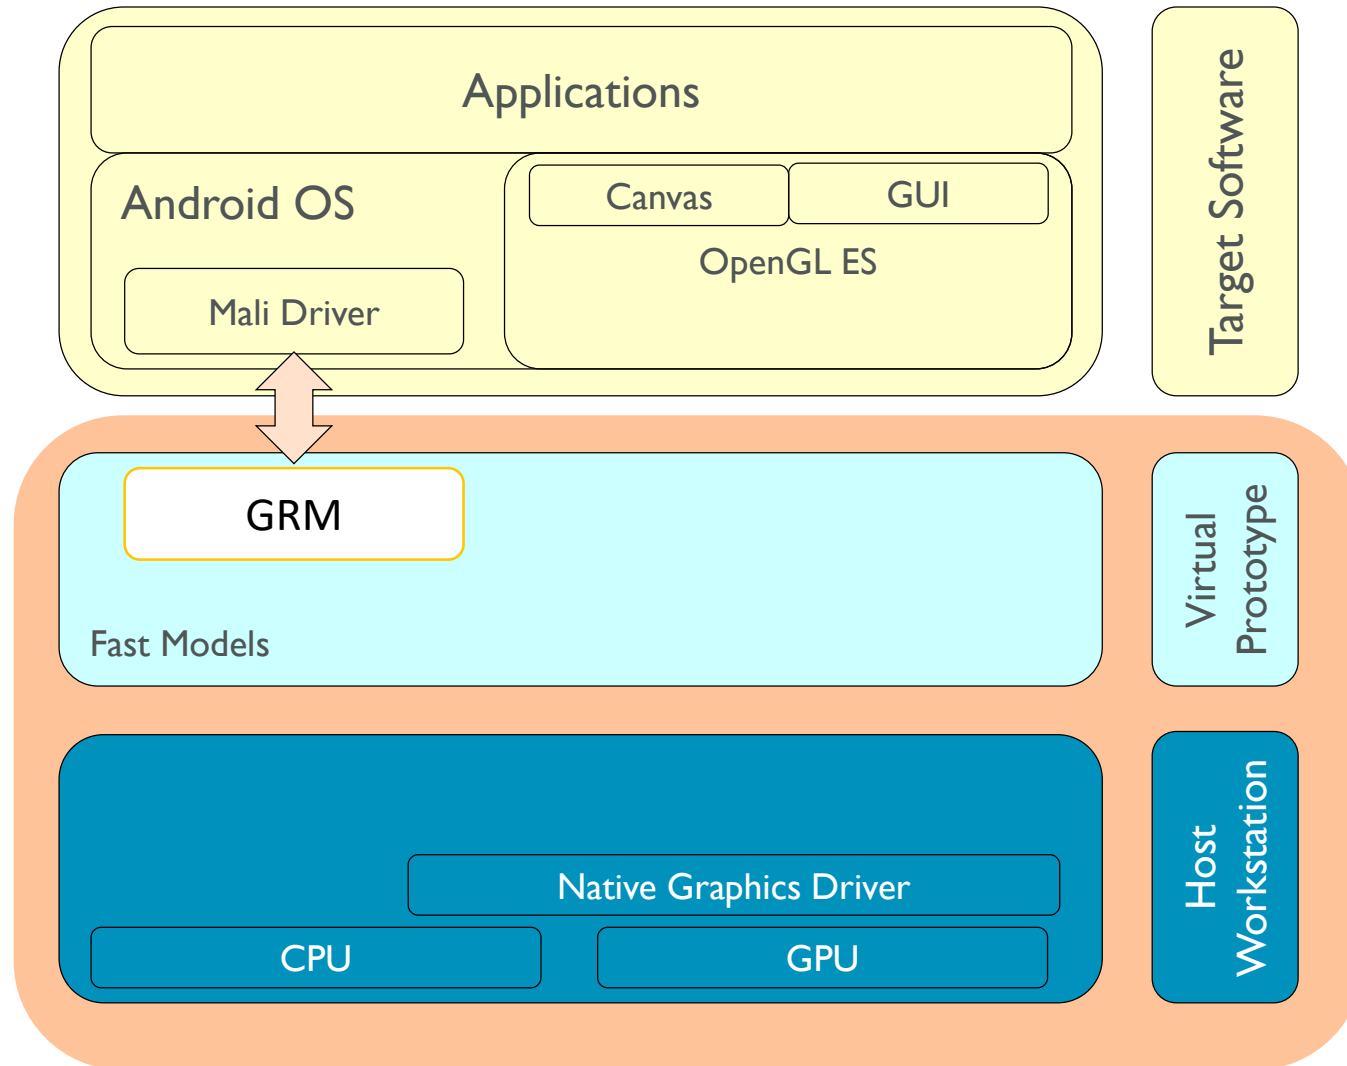 Applications
Android OS
Canvas
GUI
OpenGL ES
Mali Driver
Target Software
GRM
Fast Models
Virtual
Prototype
Native Graphics Driver
CPU
GPU
Host
Workstation